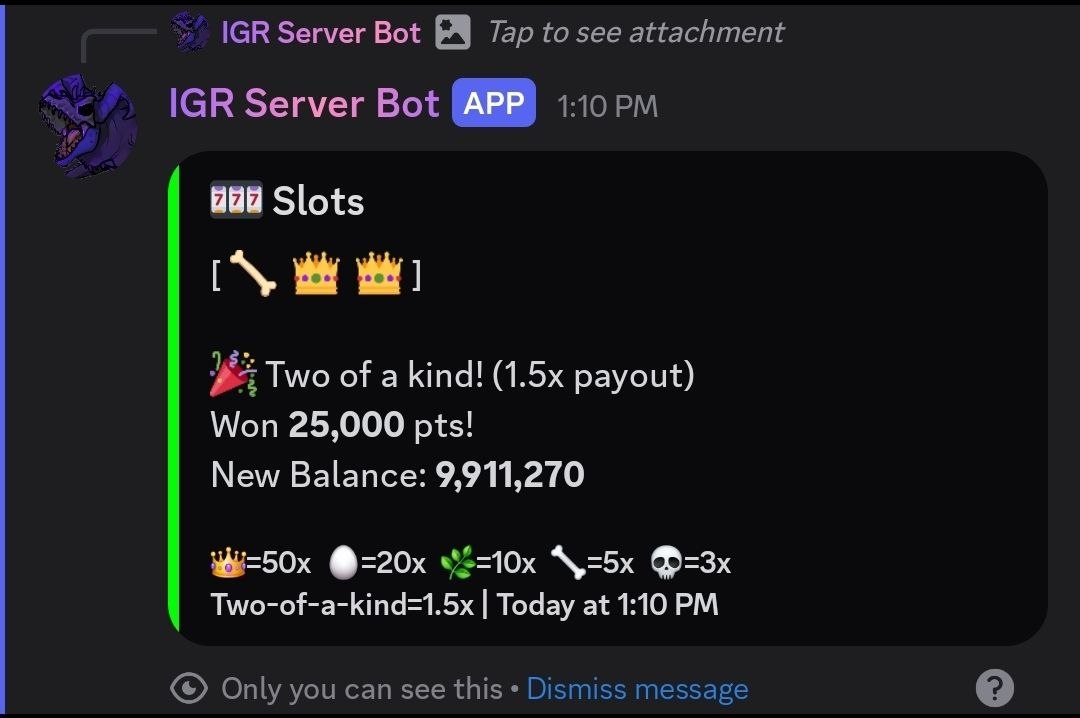 IGR Server Bot Tap to see attachment
IGR Server Bot APP 1:10 PM
🎰 Slots
[ 🦴 👑 👑 ]
🎉 Two of a kind! (1.5x payout)
Won 25,000 pts!
New Balance: 9,911,270
👑=50x 🥚=20x 🌿=10x 🦴=5x 💀=3x
Two-of-a-kind=1.5x | Today at 1:10 PM
Only you can see this • Dismiss message ?